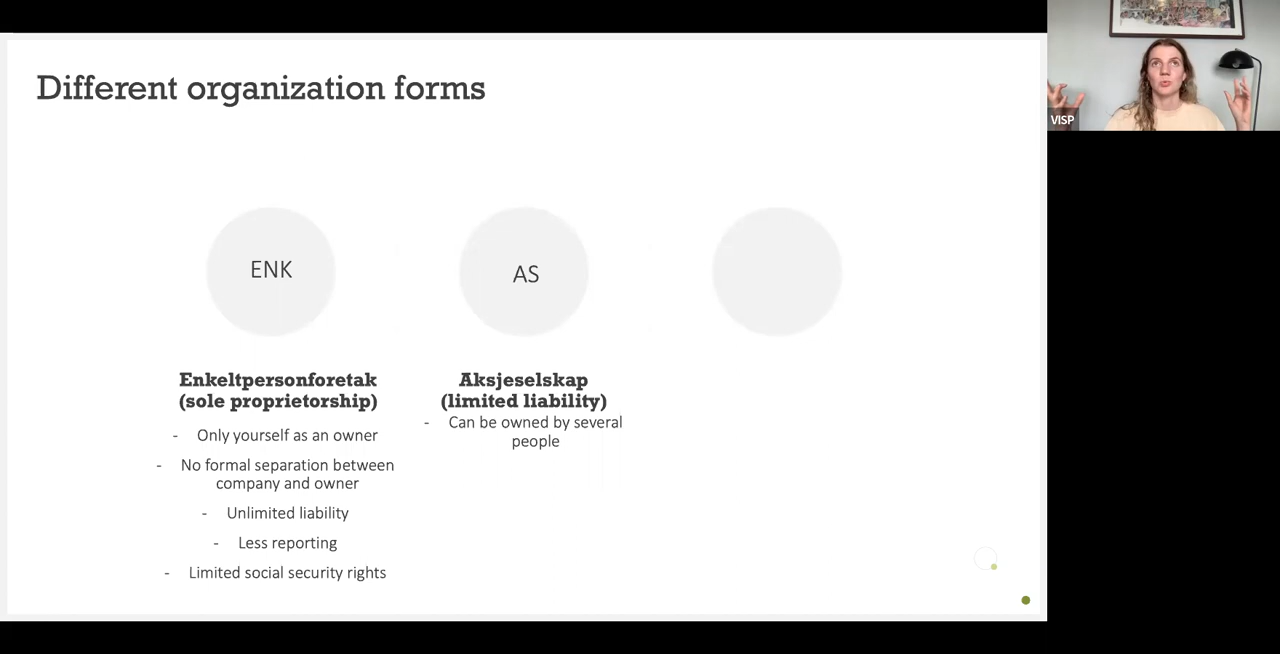 Different organization forms
VISP
ENK
AS
Enkeltpersonforetak
(sole proprietorship)
- Only yourself as an owner
- No formal separation between
company and owner
- Unlimited liability
- Less reporting
- Limited social security rights
Aksjeselskap
(limited liability)
- Can be owned by several
people